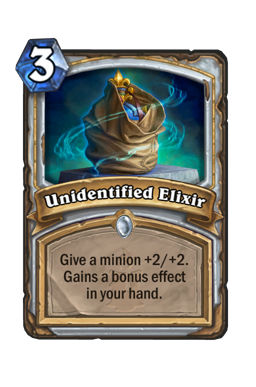 3
Unidentified Elixir
Give a minion +2/+2.
Gains a bonus effect
in your hand.